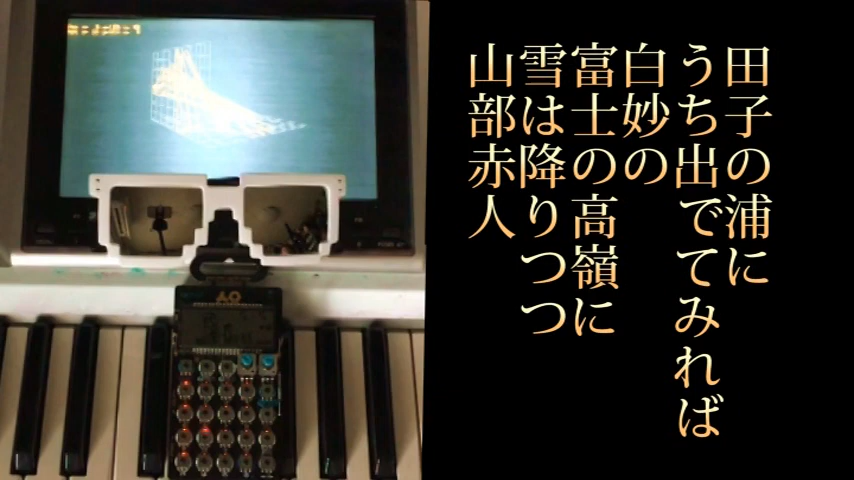 田子の浦に
うち出でてみれば
白妙の
富士の高嶺に
雪は降りつつ
山部赤人